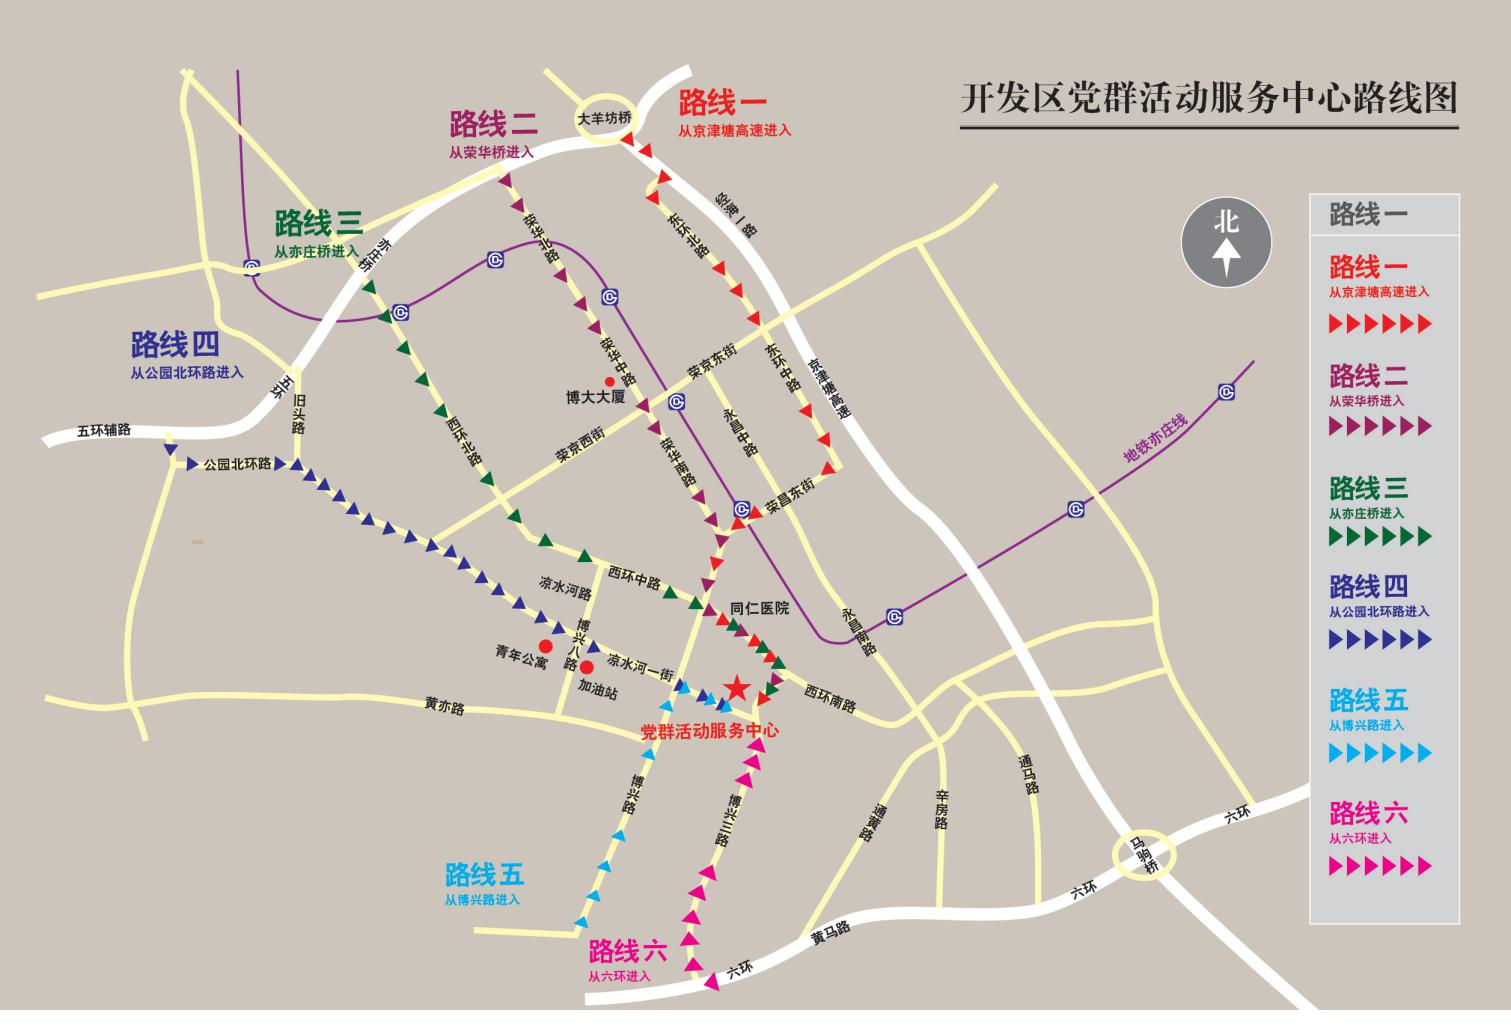 开发区党群活动服务中心路线图
大羊坊桥
路线一
从京津塘高速进入
路线二
从荣华桥进入
路线三
从亦庄桥进入
亦庄桥
经海一路
东环北路
荣华北路
北
路线一
路线一
从京津塘高速进入
路线二
从荣华桥进入
路线三
从亦庄桥进入
路线四
从公园北环路进入
路线五
从博兴路进入
路线六
从六环进入
路线四
从公园北环路进入
五环
旧头路
五环辅路
公园北环路
荣华中路
博大大厦
荣京东街
荣京西街
东环中路
京津塘高速
永昌中路
西环北路
荣华南路
荣昌东街
地铁亦庄线
凉水河路
西环中路
同仁医院
永昌南路
博兴八路
青年公寓
加油站
凉水河一街
西环南路
黄亦路
党群活动服务中心
博兴路
博兴三路
通马路
辛房路
通黄路
六环
马驹桥
六环
黄马路
六环
路线五
从博兴路进入
路线六
从六环进入